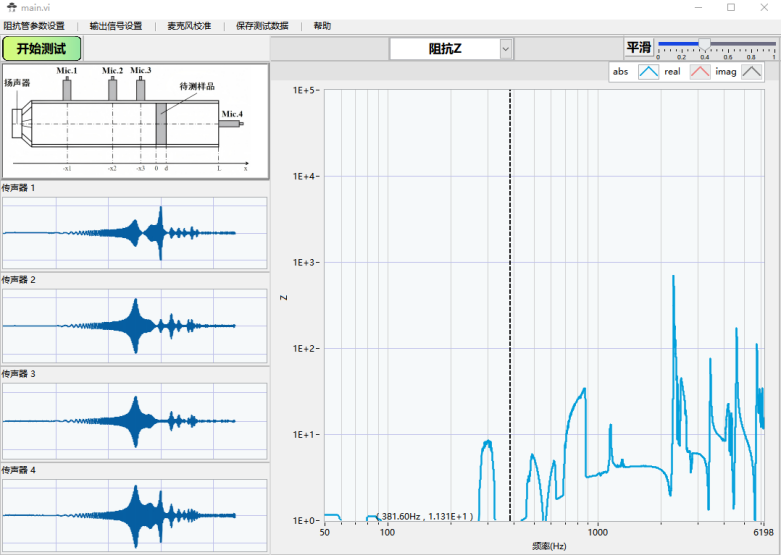 main.vi
阻抗管参数设置 输出信号设置 麦克风校准 保存测试数据 帮助
开始测试
阻抗Z
平滑
0 0.2 0.4 0.6 0.8 1
abs real imag
扬声器
Mic.1 Mic.2 Mic.3
待测样品
Mic.4
-x1 -x2 -x3 0 d L x
传声器 1
传声器 2
传声器 3
传声器 4
1E+5
1E+4
1E+3
Z
1E+2
1E+1
1E+0
( 381.60Hz , 1.131E+1 )
50 100 1000 6198
频率(Hz)